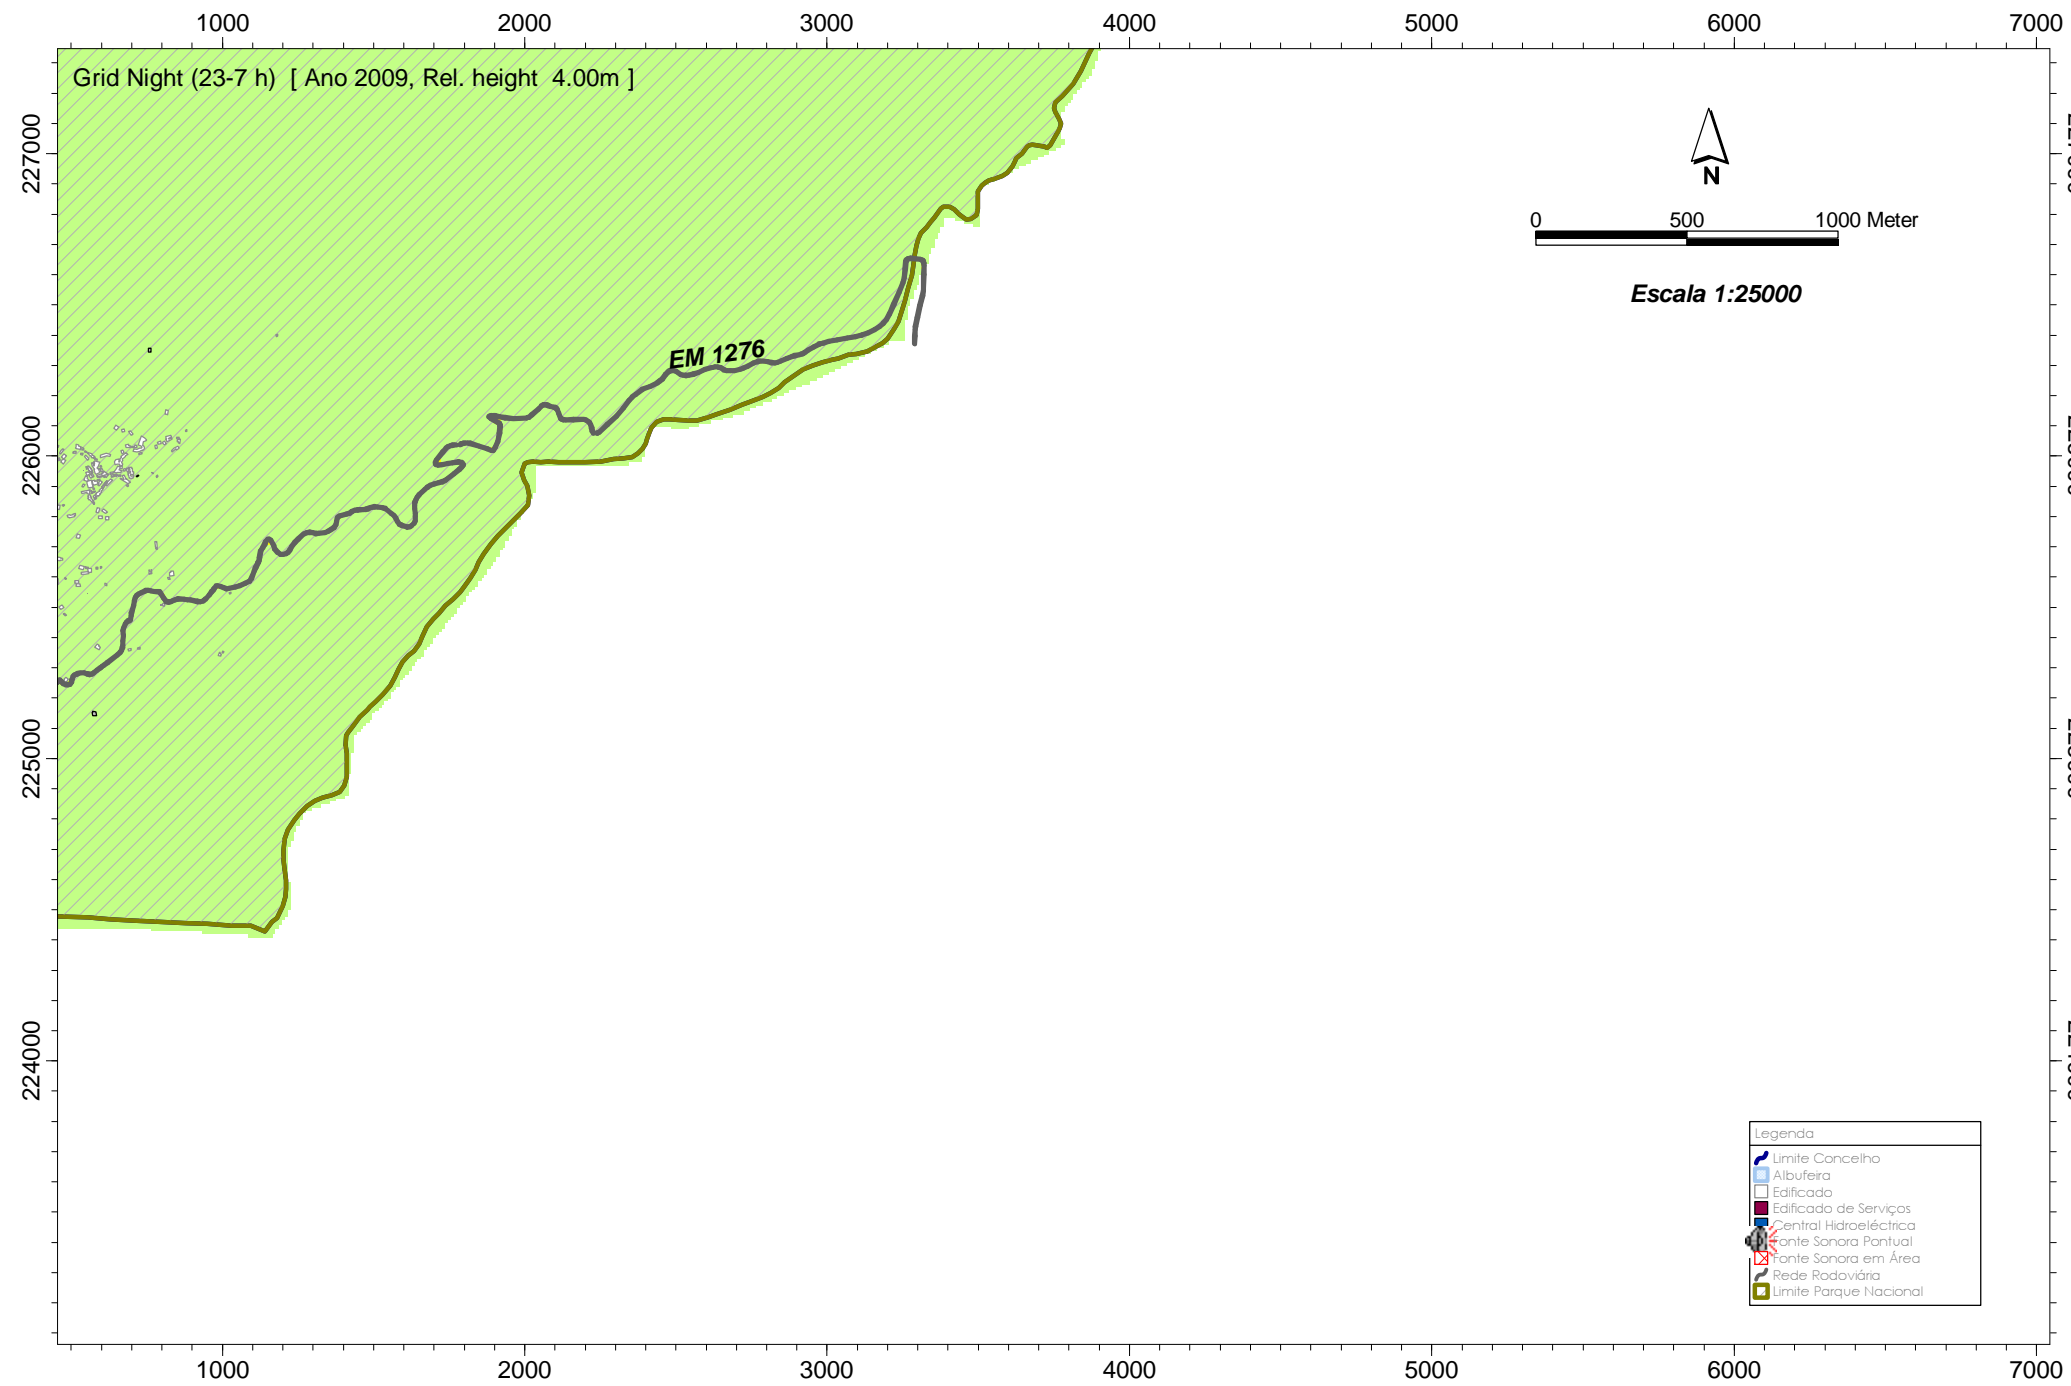 1000 2000 3000 4000 5000 6000 7000
Grid Night (23-7 h) [ Ano 2009, Rel. height 4.00m ]
227000
226000
225000
224000
N
0 500 1000 Meter
Escala 1:25000
EM 1276
Legenda
Limite Concelho
Albufeira
Edificado
Edificado de Serviços
Central Hidroeléctrica
Fonte Sonora Pontual
Fonte Sonora em Área
Rede Rodoviária
Limite Parque Nacional
1000 2000 3000 4000 5000 6000 7000